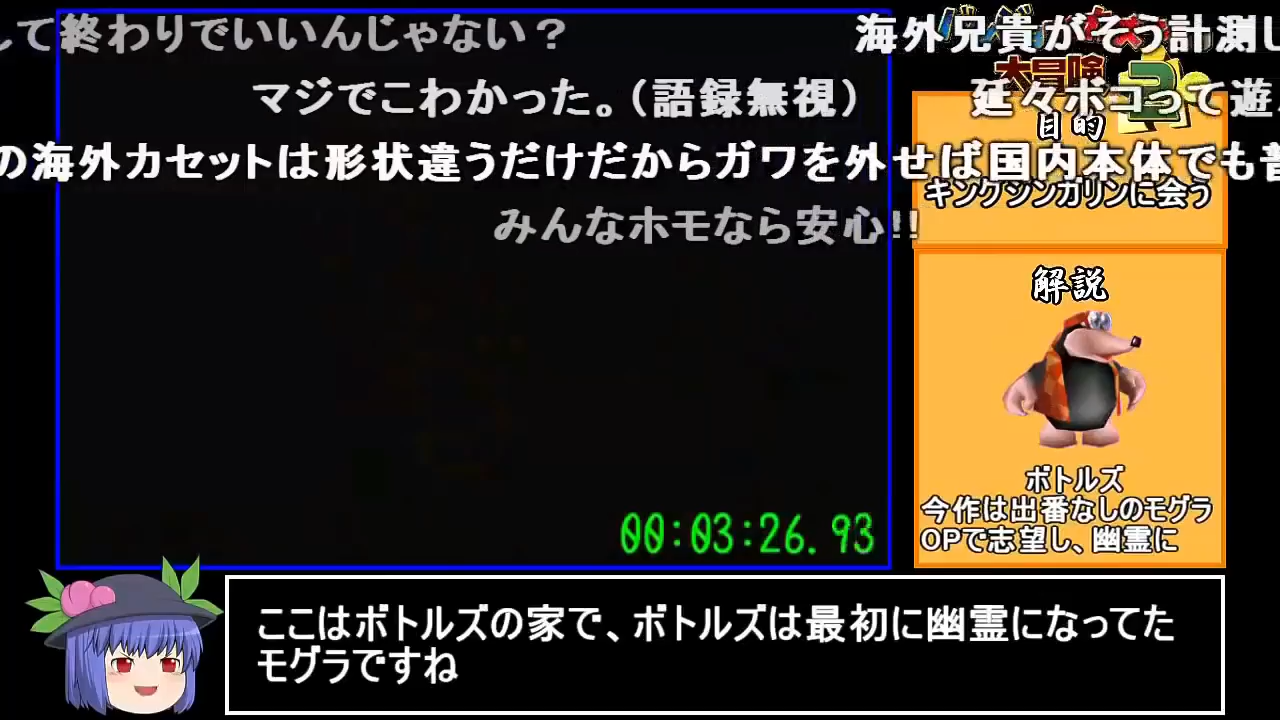 して終わりでいいんじゃない？
海外兄貴がそう計測し
マジでこわかった。（語録無視）
延々ボコって遊
の海外カセットは形状違うだけだからガワを外せば国内本体でも普
みんなホモなら安心!!
大冒険 2
目的
キングジンガリンに会う
解説
ボトルズ
今作は出番なしのモグラ
OPで志望し、幽霊に
00:03:26.93
ここはボトルズの家で、ボトルズは最初に幽霊になってた
モグラですね